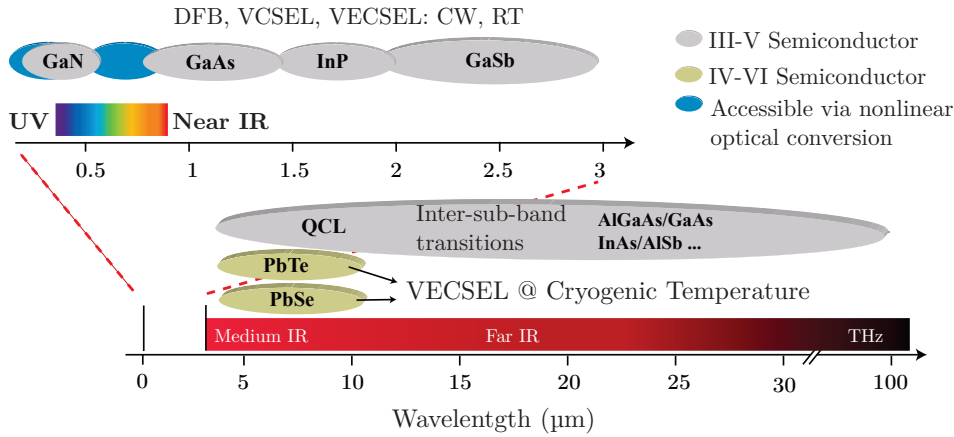 DFB, VCSEL, VECSEL: CW, RT
GaN
GaAs
InP
GaSb
III-V Semiconductor
IV-VI Semiconductor
Accessible via nonlinear
optical conversion
UV
Near IR
0.5
1
1.5
2
2.5
3
QCL
Inter-sub-band
transitions
AlGaAs/GaAs
InAs/AlSb ...
PbTe
PbSe
VECSEL @ Cryogenic Temperature
Medium IR
Far IR
THz
0
5
10
15
20
25
30
100
Wavelentgth (µm)